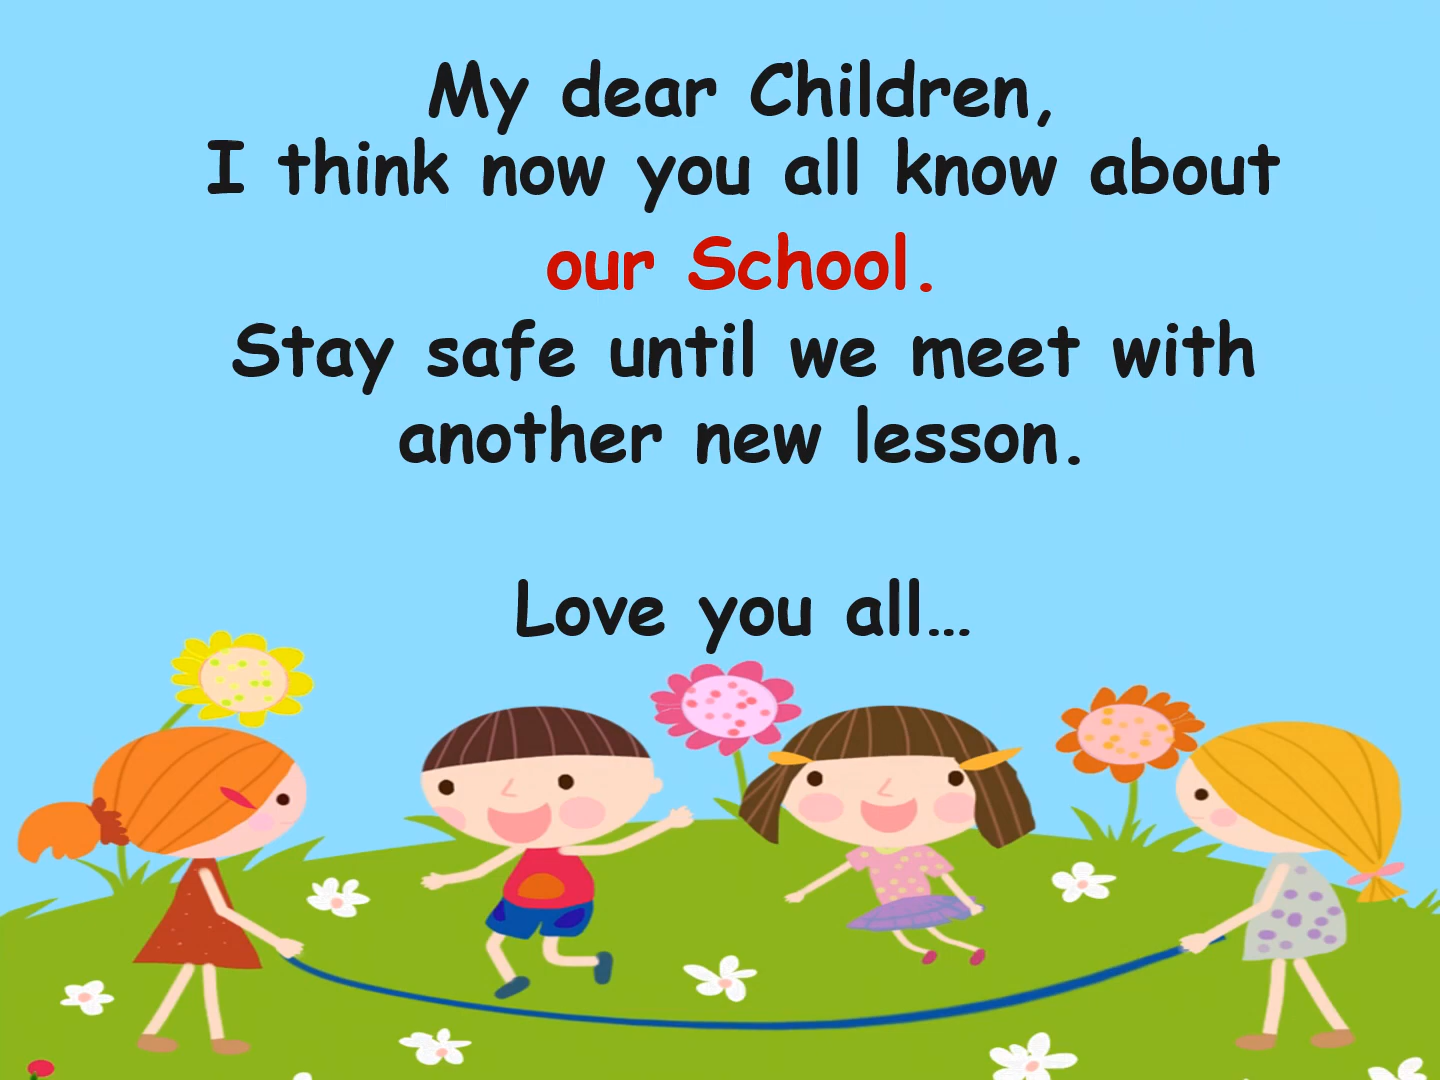 My dear Children,
I think now you all know about
our School.
Stay safe until we meet with
another new lesson.
Love you all...